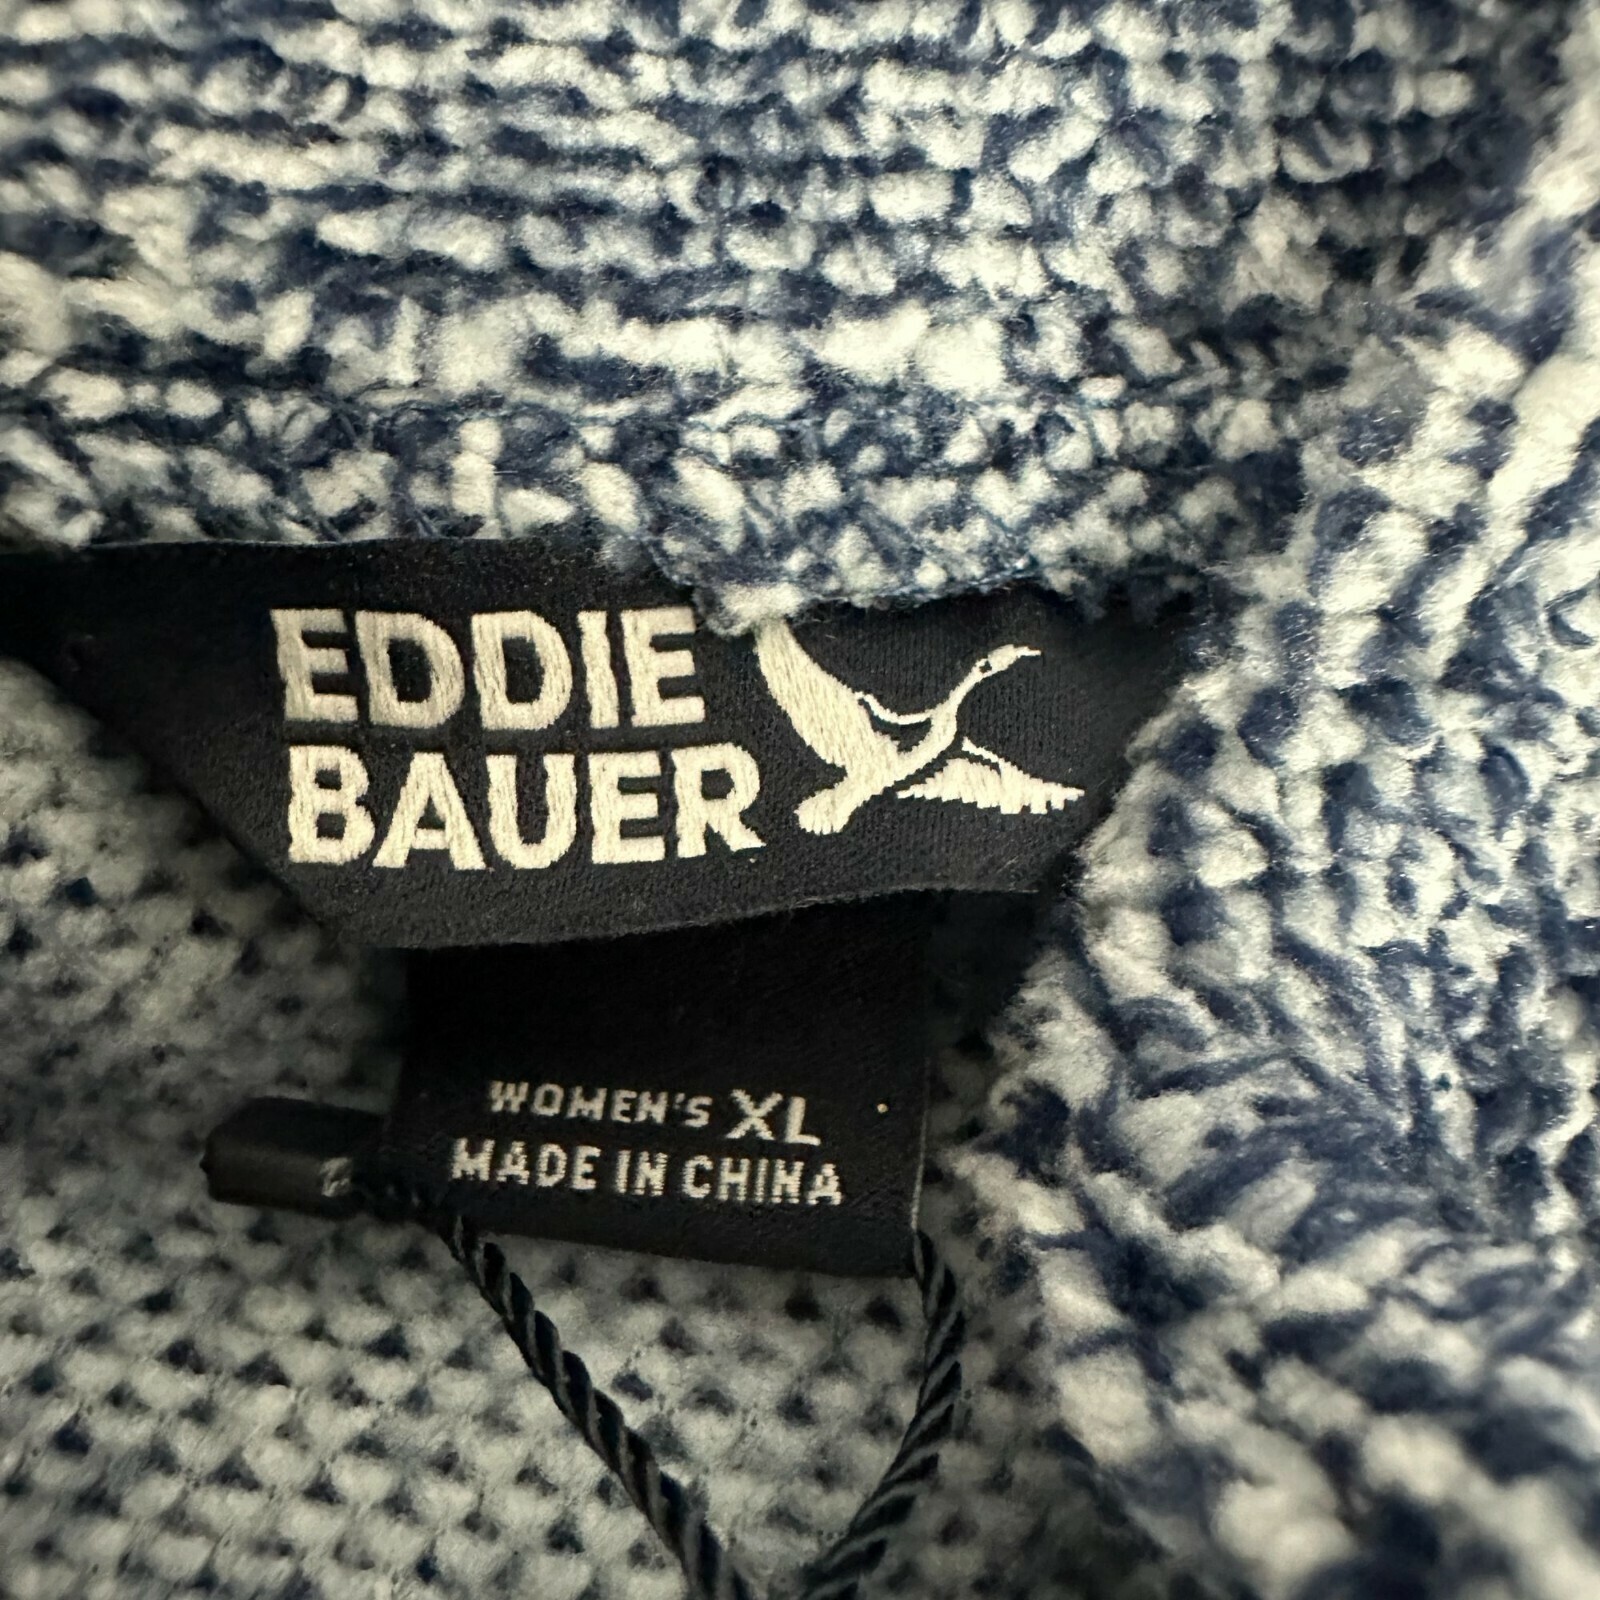 EDDIE
BAUER
WOMEN'S XL
MADE IN CHINA